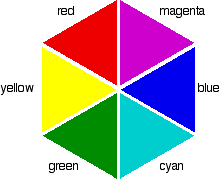 red magenta
yellow blue
green cyan